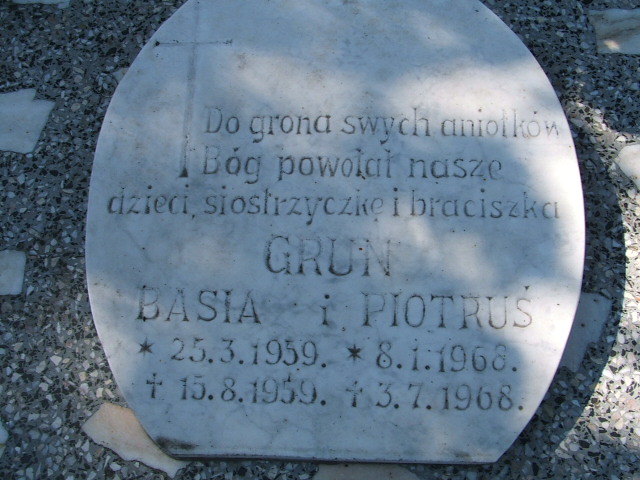 Do grona swych aniołków
Bóg powołał nasze
dzieci, siostrzyczkę i braciszka
GRUN
BASIA i PIOTRUŚ
* 25.3.1959. * 8.1.1968.
† 15.8.1959. † 3.7.1968.